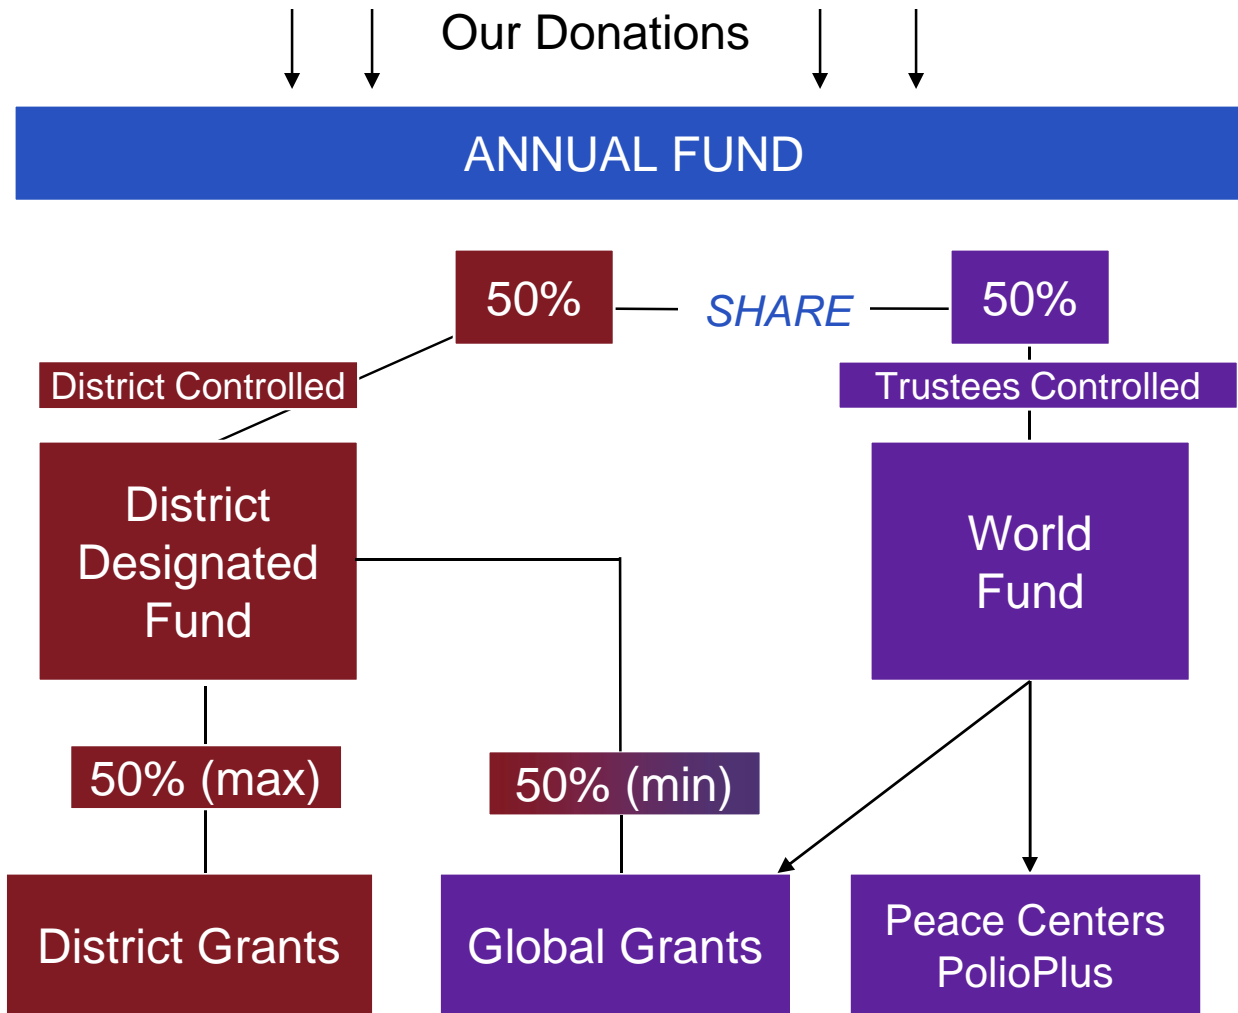 Our Donations
ANNUAL FUND
50%
SHARE
50%
District Controlled
Trustees Controlled
District
Designated
Fund
World
Fund
50% (max)
50% (min)
District Grants
Global Grants
Peace Centers
PolioPlus